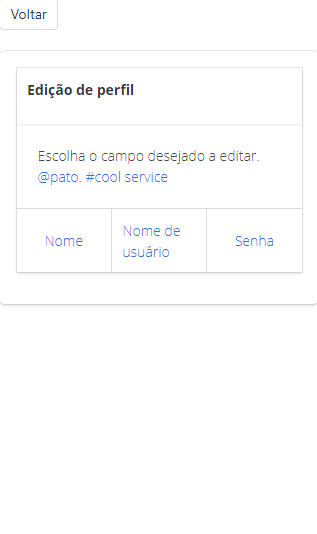 Voltar
Edição de perfil
Escolha o campo desejado a editar.
@pato. #cool service
Nome
Nome de
usuário
Senha